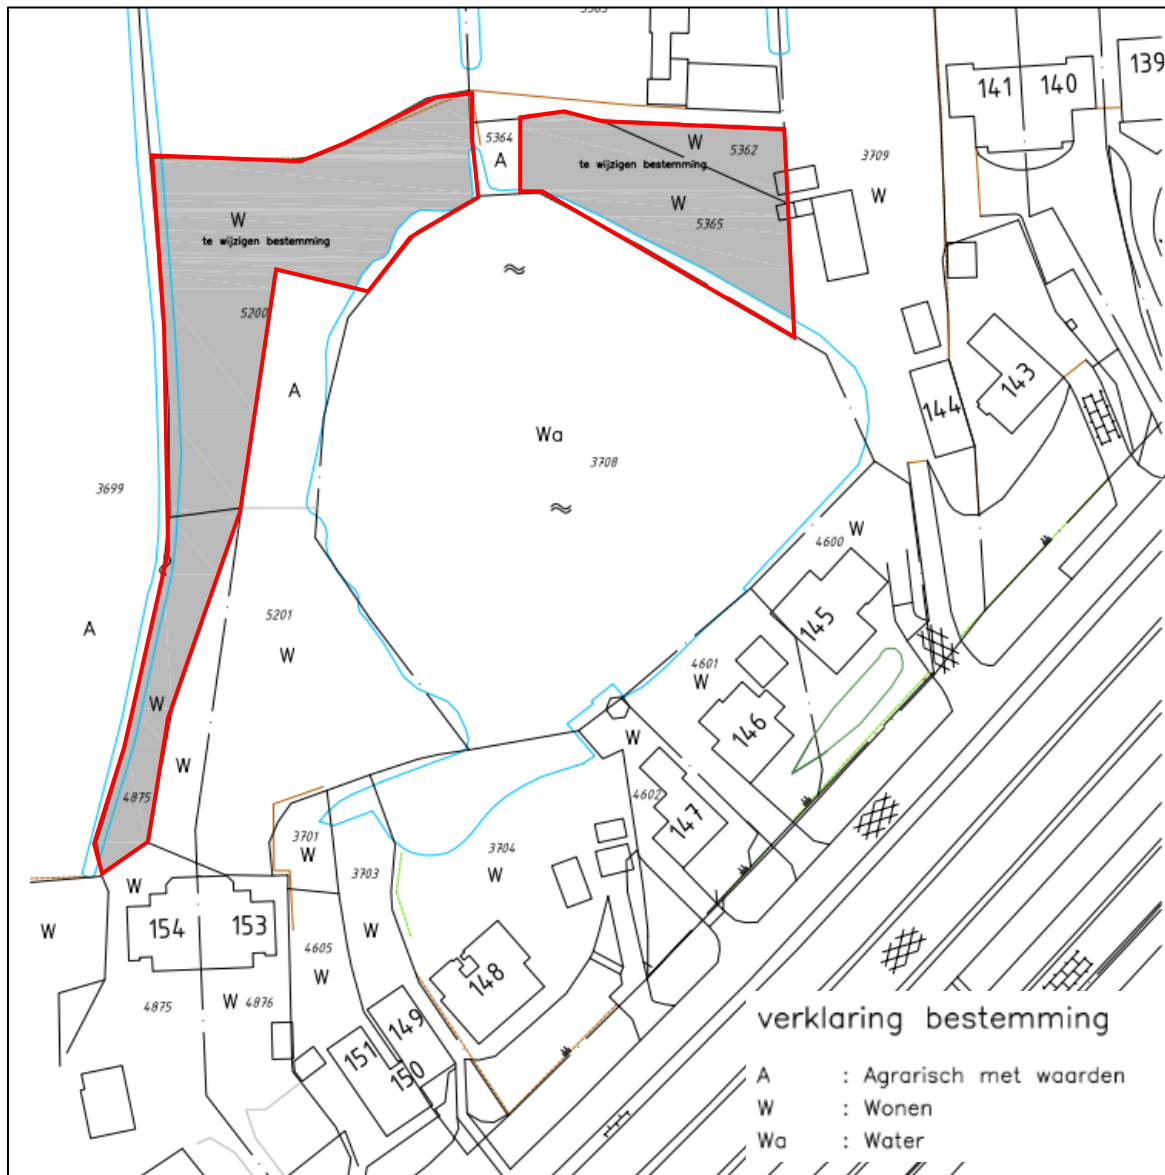 141
140
139
5364
A
W
5362
te wijzigen bestemming
3709
W
W
5365
W
te wijzigen bestemming
5200
A
143
144
Wa
3708
3699
W
4600
5201
W
A
145
4601
W
W
146
W
W
4875
4602
147
3701
W
3703
3704
W
W
W
154
153
W
4605
W
148
4875
W
4876
149
151
150
verklaring bestemming
A : Agrarisch met waarden
W : Wonen
Wa : Water